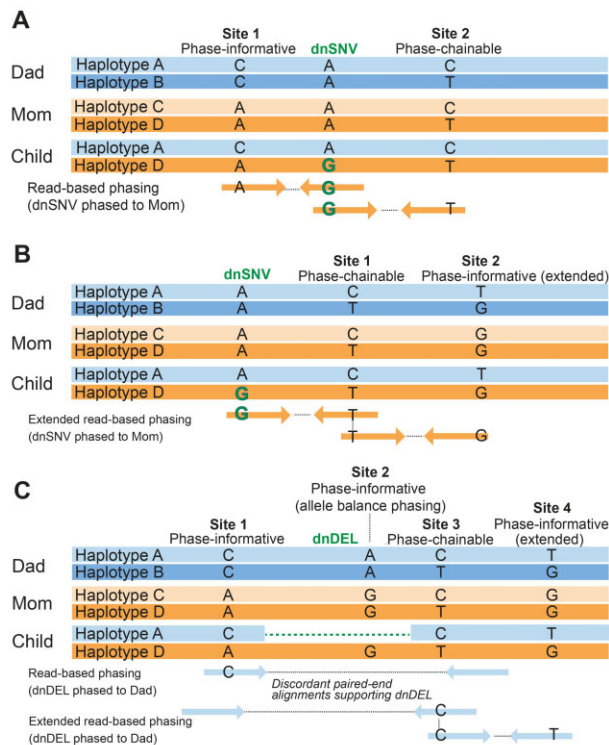 A
Site 1 dnSNV Site 2
Phase-informative Phase-chainable
Dad Haplotype A C A C
Haplotype B C A T
Mom Haplotype C A A C
Haplotype D A A T
Child Haplotype A C A C
Haplotype D A G T
Read-based phasing A G
(dnSNV phased to Mom) G T
B
Site 1 Site 2
dnSNV Phase-chainable Phase-informative (extended)
Dad Haplotype A A C T
Haplotype B A T G
Mom Haplotype C A C G
Haplotype D A T G
Child Haplotype A A C T
Haplotype D G T G
Extended read-based phasing G T
(dnSNV phased to Mom) T G
C
Site 2
Phase-informative
(allele balance phasing)
Site 1 dnDEL Site 3 Site 4
Phase-informative Phase-chainable Phase-informative
(extended)
Dad Haplotype A C A C T
Haplotype B C A T G
Mom Haplotype C A G C G
Haplotype D A G T G
Child Haplotype A C C T
Haplotype D A G T G
Read-based phasing C
(dnDEL phased to Dad) Discordant paired-end
alignments supporting dnDEL
Extended read-based phasing C
(dnDEL phased to Dad) C T